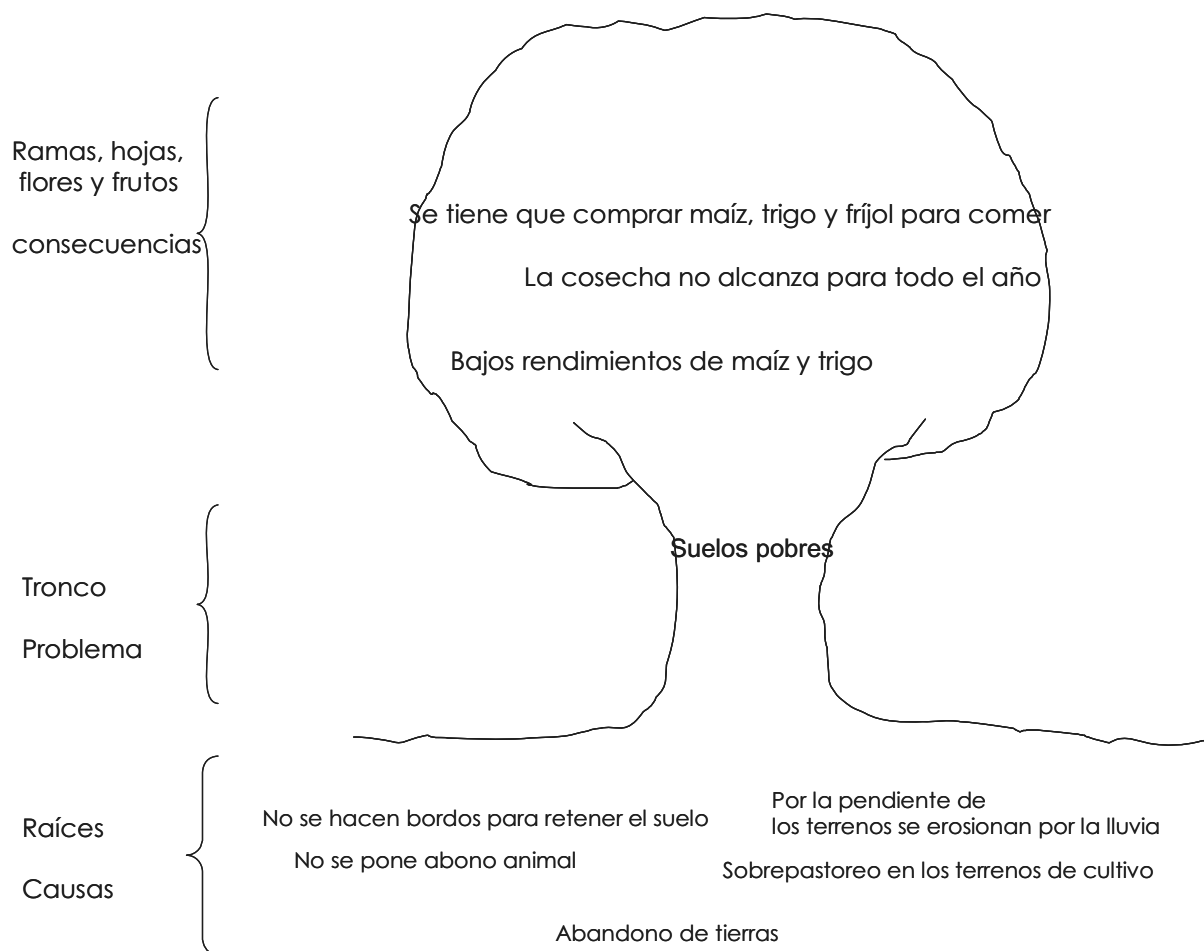 Ramas, hojas,
flores y frutos
consecuencias
Se tiene que comprar maíz, trigo y fríjol para comer
La cosecha no alcanza para todo el año
Bajos rendimientos de maíz y trigo
Tronco
Problema
Suelos pobres
Raíces
Causas
No se hacen bordos para retener el suelo
No se pone abono animal
Por la pendiente de
los terrenos se erosionan por la lluvia
Sobrepastoreo en los terrenos de cultivo
Abandono de tierras